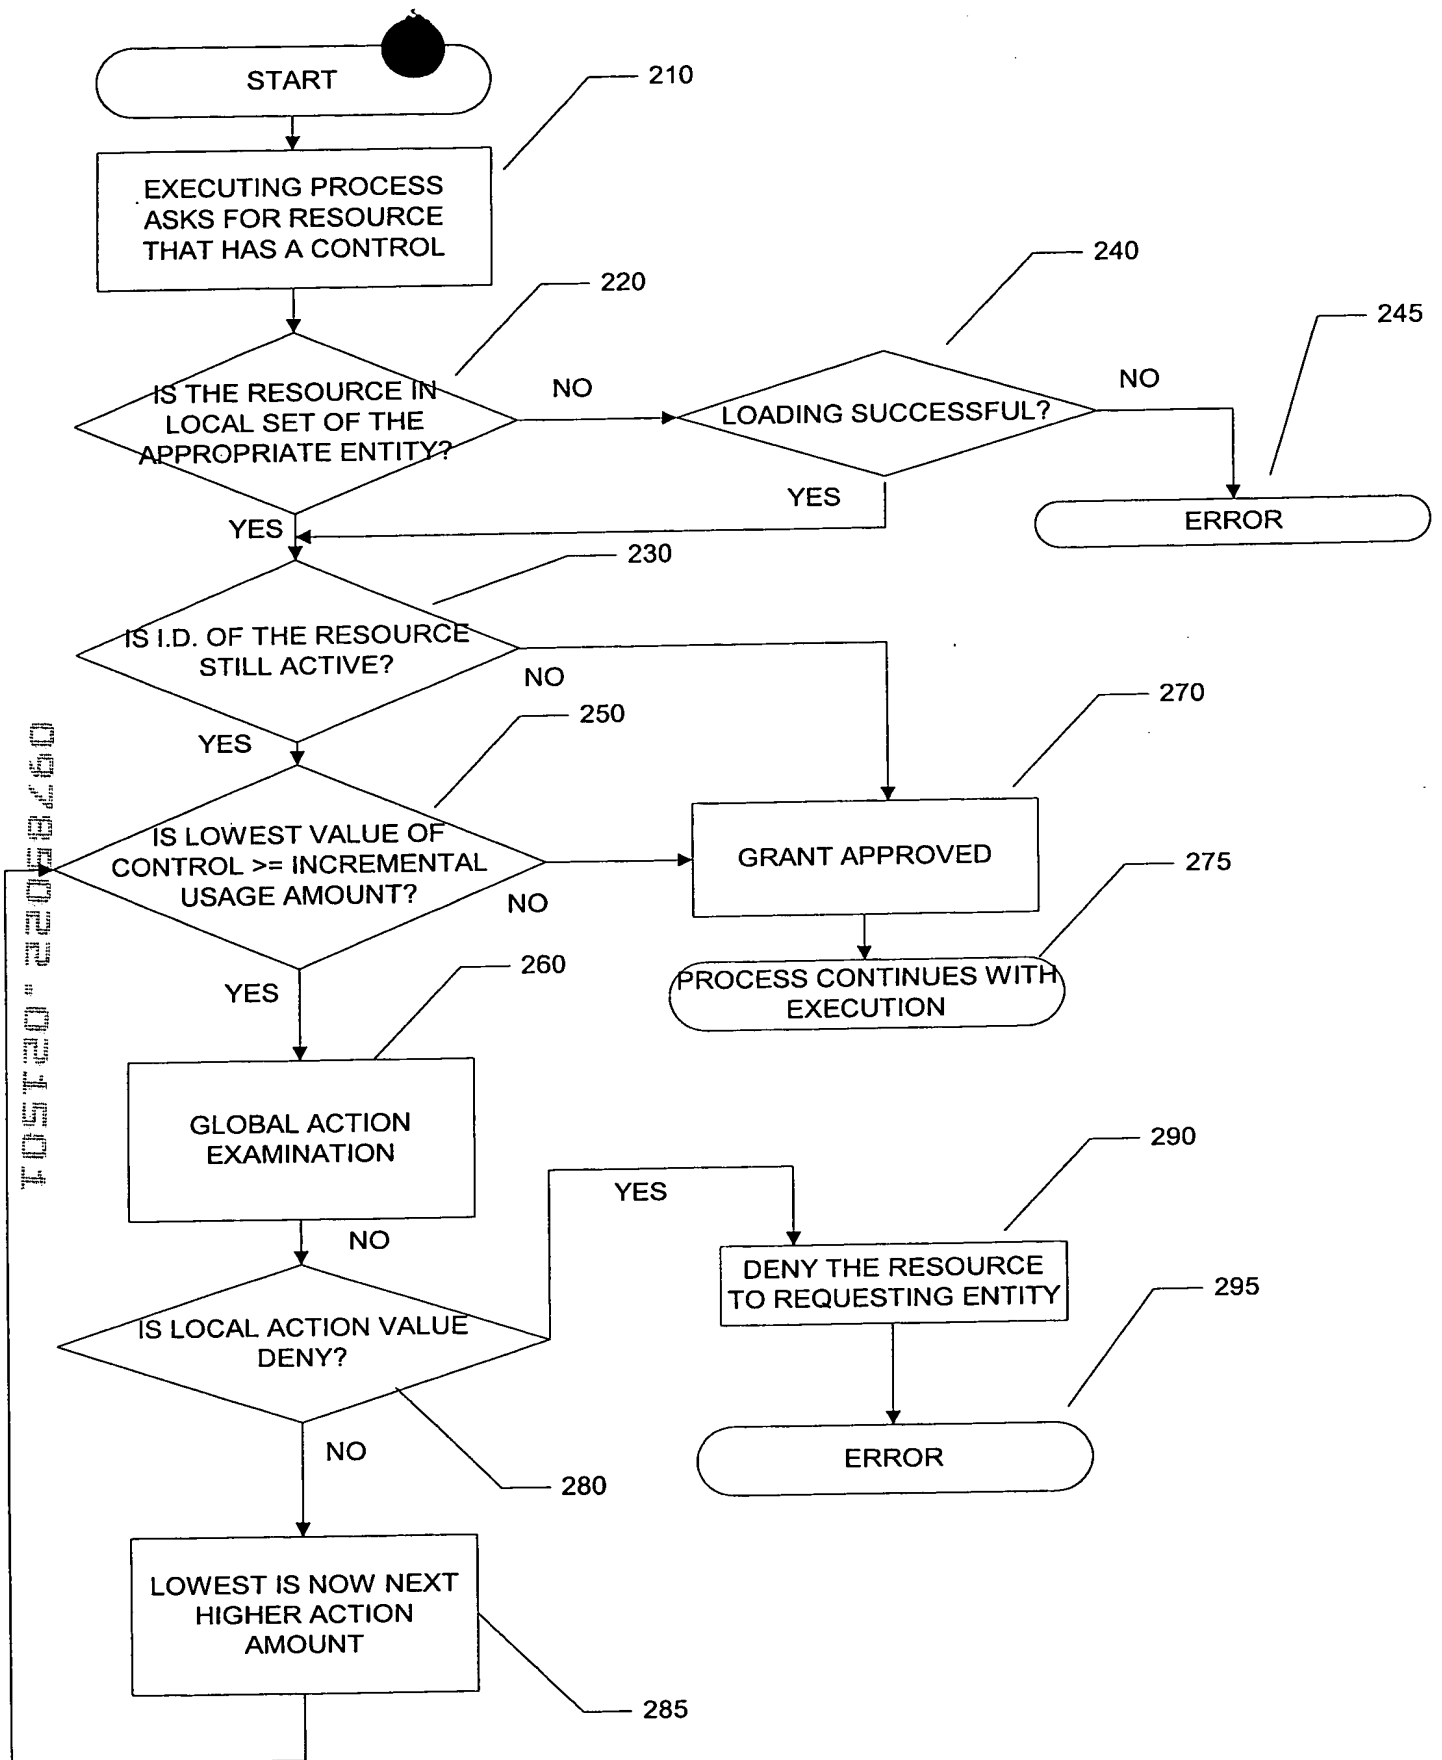 START
210
EXECUTING PROCESS
ASKS FOR RESOURCE
THAT HAS A CONTROL
220
240
245
IS THE RESOURCE IN
LOCAL SET OF THE
APPROPRIATE ENTITY?
NO
LOADING SUCCESSFUL?
NO
YES
YES
ERROR
230
IS I.D. OF THE RESOURCE
STILL ACTIVE?
NO
270
YES
250
IS LOWEST VALUE OF
CONTROL >= INCREMENTAL
USAGE AMOUNT?
NO
GRANT APPROVED
275
YES
260
PROCESS CONTINUES WITH
EXECUTION
GLOBAL ACTION
EXAMINATION
NO
YES
290
DENY THE RESOURCE
TO REQUESTING ENTITY
295
IS LOCAL ACTION VALUE
DENY?
NO
280
ERROR
LOWEST IS NOW NEXT
HIGHER ACTION
AMOUNT
285
09785022.021501